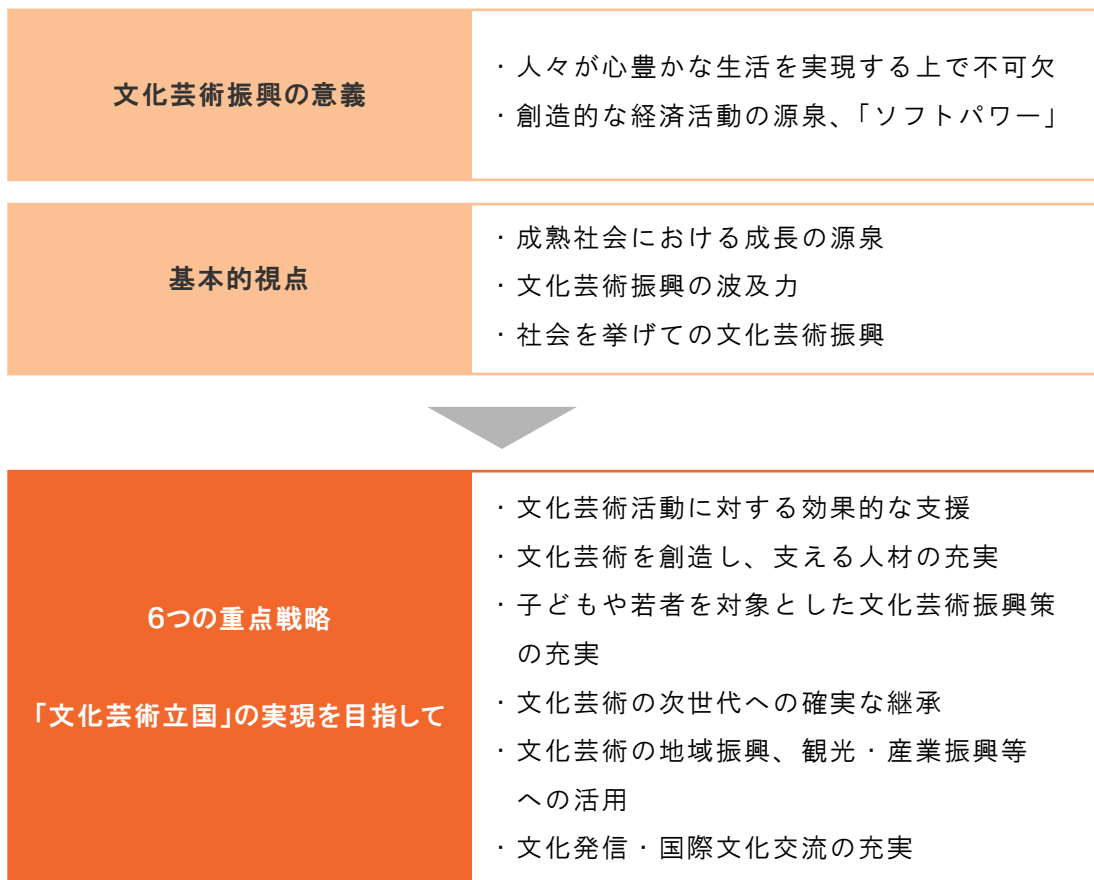 文化芸術振興の意義
・人々が心豊かな生活を実現する上で不可欠
・創造的な経済活動の源泉、「ソフトパワー」
基本的視点
・成熟社会における成長の源泉
・文化芸術振興の波及力
・社会を挙げての文化芸術振興
6つの重点戦略
「文化芸術立国」の実現を目指して
・文化芸術活動に対する効果的な支援
・文化芸術を創造し、支える人材の充実
・子どもや若者を対象とした文化芸術振興策
の充実
・文化芸術の次世代への確実な継承
・文化芸術の地域振興、観光・産業振興等
への活用
・文化発信・国際文化交流の充実